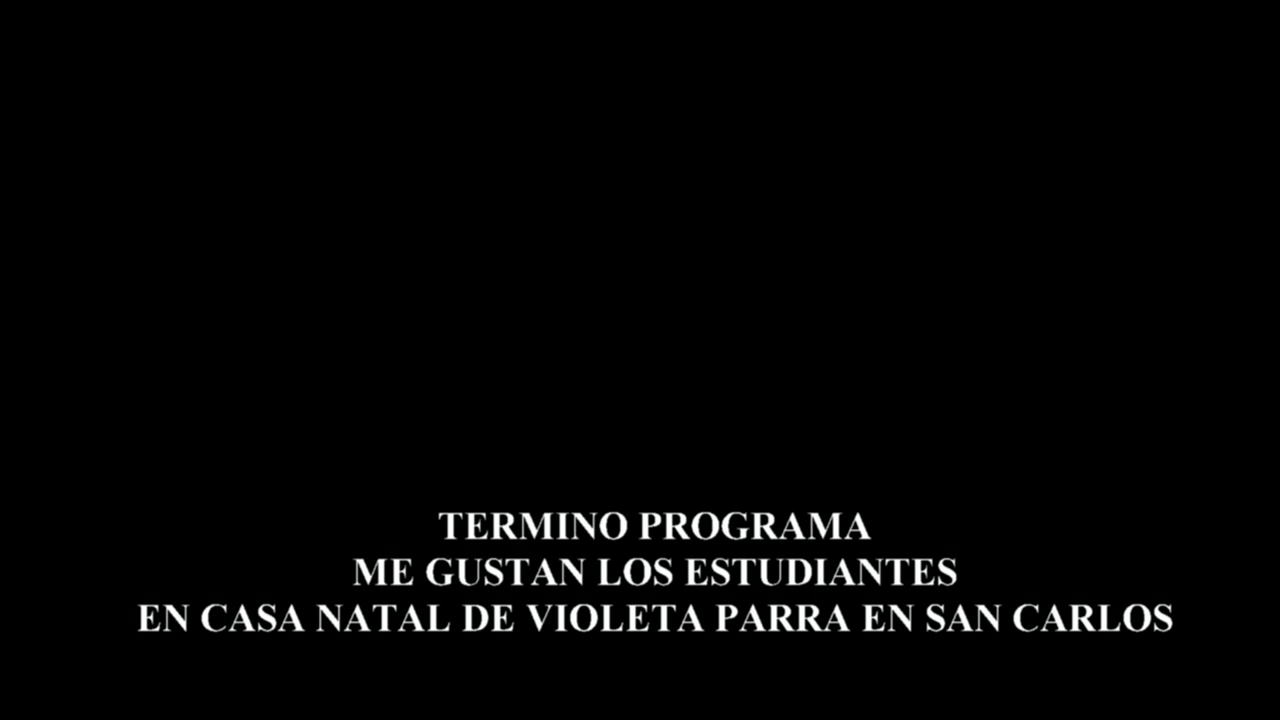 TERMINO PROGRAMA
ME GUSTAN LOS ESTUDIANTES
EN CASA NATAL DE VIOLETA PARRA EN SAN CARLOS